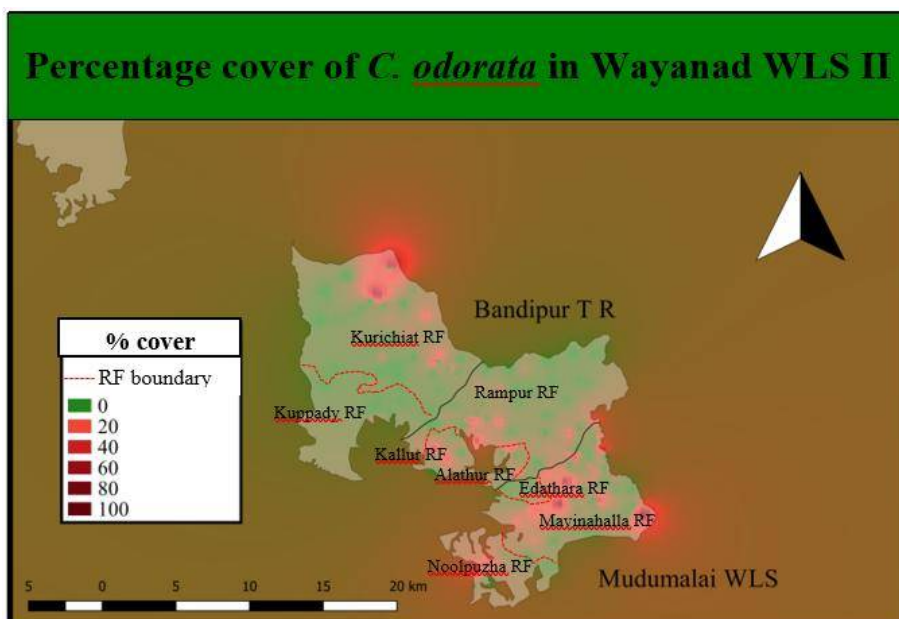 Percentage cover of C. odorata in Wayanad WLS II
Bandipur T R
Kurichiat RF
% cover
RF boundary
0
20
40
60
80
100
Rampur RF
Kuppady RF
Kallur RF
Alathur RF
Edathara RF
Mavinahalla RF
Noolpuzha RF
Mudumalai WLS
5 0 5 10 15 20 km